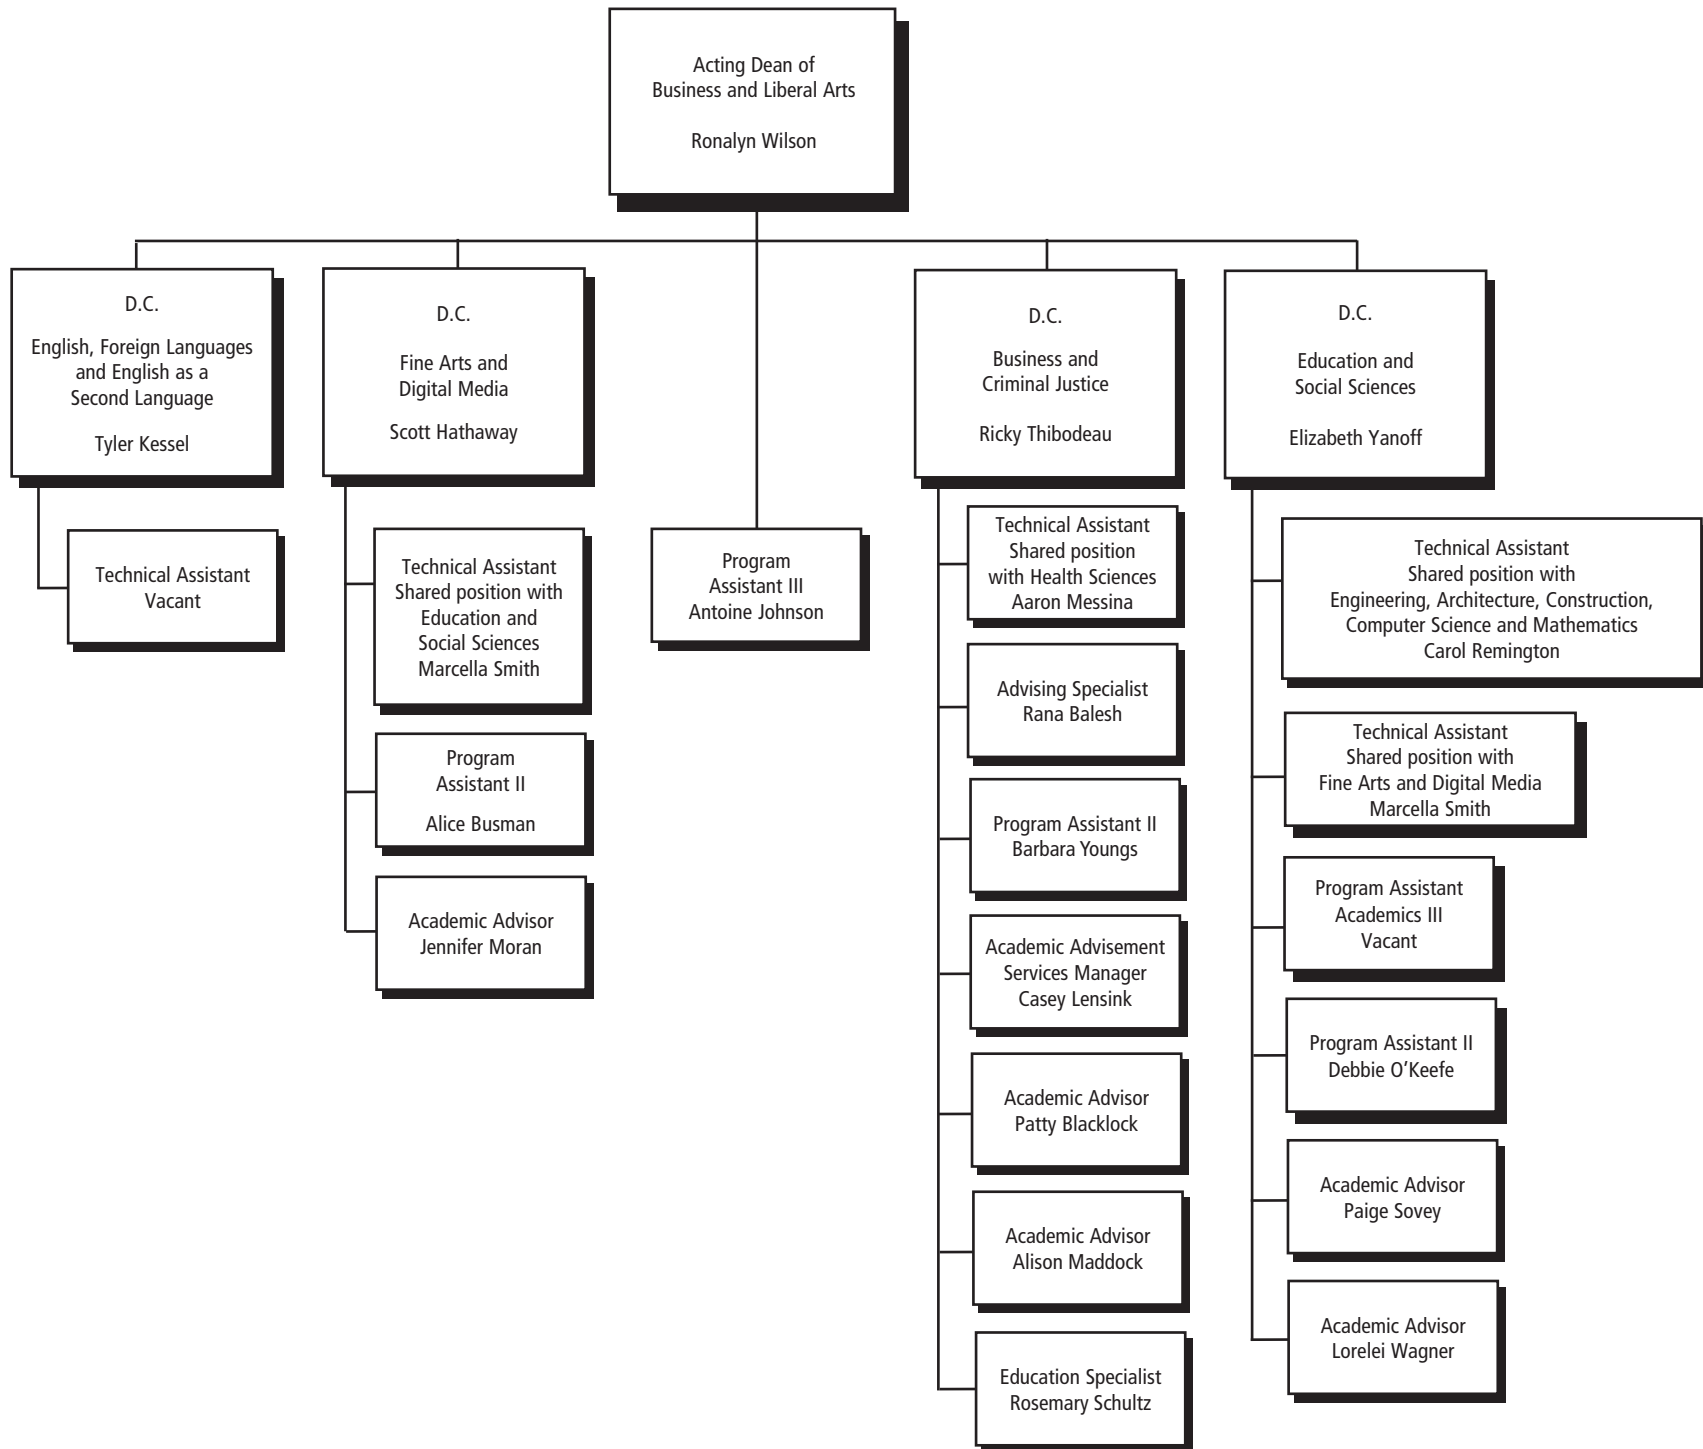 Acting Dean of
Business and Liberal Arts
Ronalyn Wilson
D.C.
English, Foreign Languages
and English as a
Second Language
Tyler Kessel
Technical Assistant
Vacant
D.C.
Fine Arts and
Digital Media
Scott Hathaway
Technical Assistant
Shared position with
Education and
Social Sciences
Marcella Smith
Program
Assistant II
Alice Busman
Academic Advisor
Jennifer Moran
Program
Assistant III
Antoine Johnson
D.C.
Business and
Criminal Justice
Ricky Thibodeau
Technical Assistant
Shared position
with Health Sciences
Aaron Messina
Advising Specialist
Rana Balesh
Program Assistant II
Barbara Youngs
Academic Advisement
Services Manager
Casey Lensink
Academic Advisor
Patty Blacklock
Academic Advisor
Alison Maddock
Education Specialist
Rosemary Schultz
D.C.
Education and
Social Sciences
Elizabeth Yanoff
Technical Assistant
Shared position with
Engineering, Architecture, Construction,
Computer Science and Mathematics
Carol Remington
Technical Assistant
Shared position with
Fine Arts and Digital Media
Marcella Smith
Program Assistant
Academics III
Vacant
Program Assistant II
Debbie O'Keefe
Academic Advisor
Paige Sovey
Academic Advisor
Lorelei Wagner